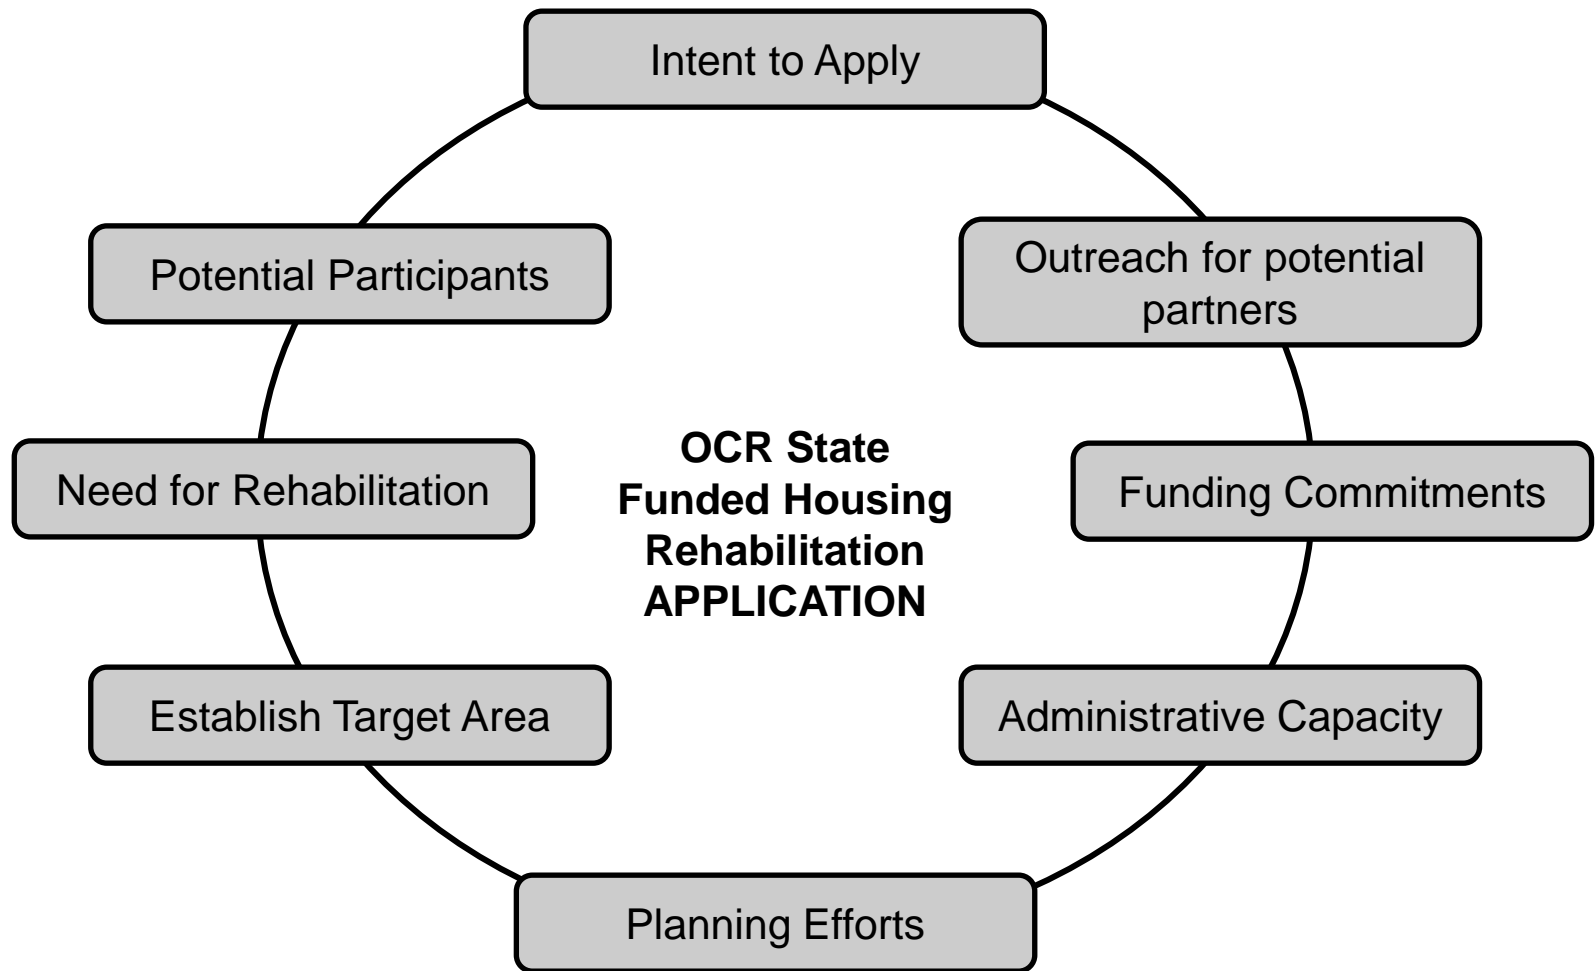 Intent to Apply
Potential Participants
Outreach for potential
partners
Need for Rehabilitation
OCR State
Funded Housing
Rehabilitation
APPLICATION
Funding Commitments
Establish Target Area
Administrative Capacity
Planning Efforts